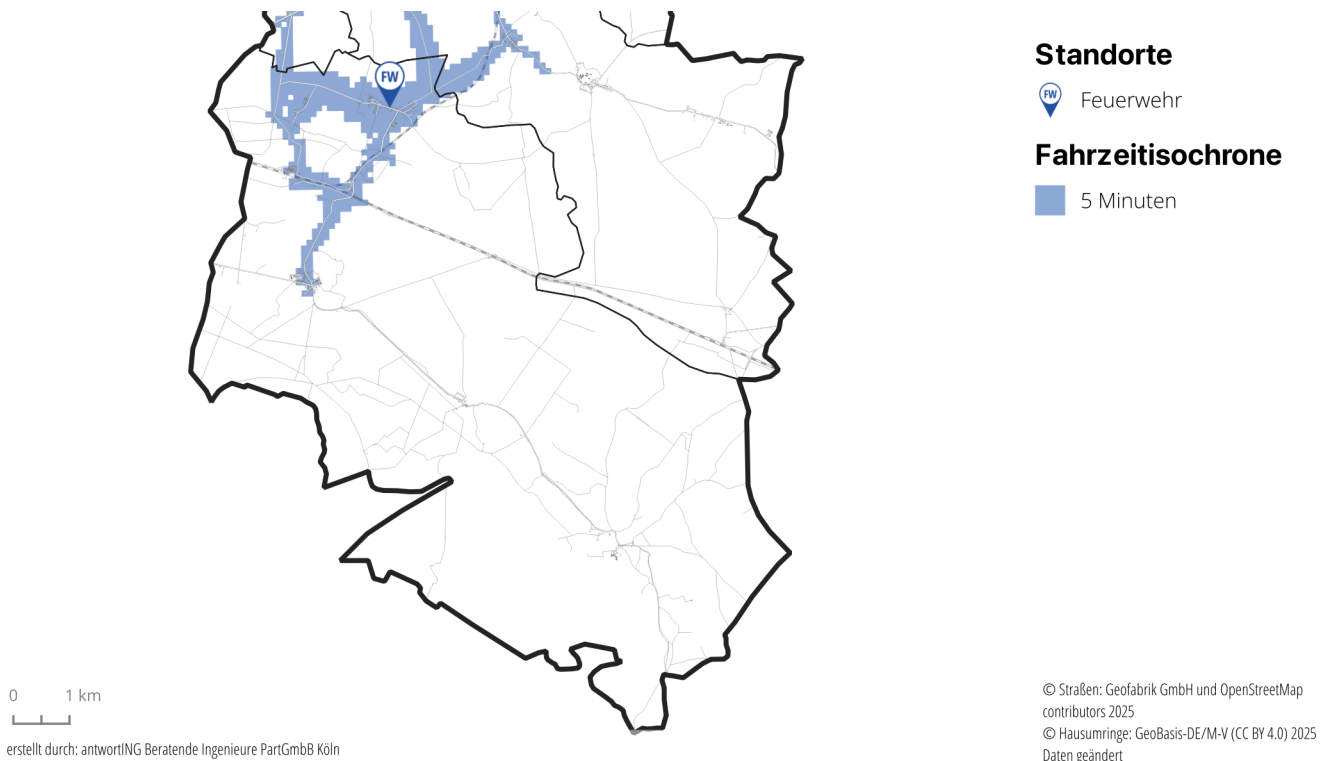 FW
Standorte
FW
Feuerwehr
Fahrzeitisochrone
5 Minuten
0 1 km
erstellt durch: antwortING Beratende Ingenieure PartGmbB Köln
© Straßen: Geofabrik GmbH und OpenStreetMap
contributors 2025
© Hausumringe: GeoBasis-DE/M-V (CC BY 4.0) 2025
Daten geändert